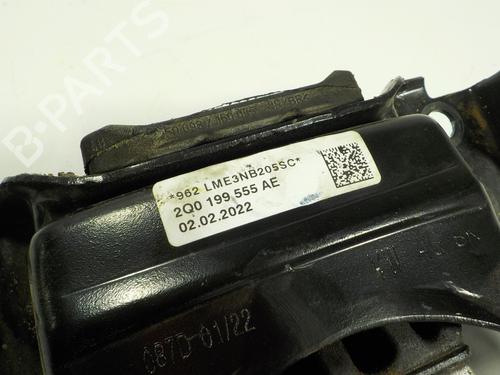 B-PARTS
*962 LME3NB205SC*
2Q0 199 555 AE
02.02.2022
087D-01/22